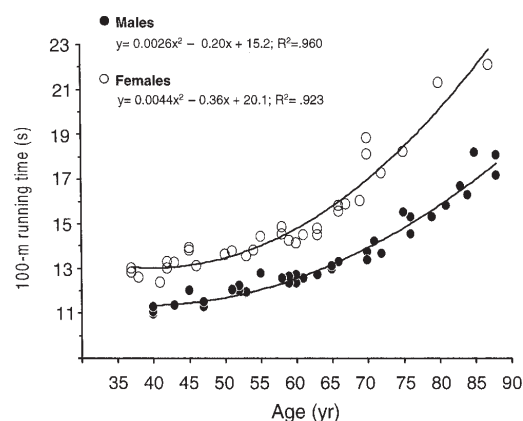 Males
y= 0.0026x² − 0.20x + 15.2; R²=.960
Females
y= 0.0044x² − 0.36x + 20.1; R²= .923
100-m running time (s)
23
21
19
17
15
13
11
35 40 45 50 55 60 65 70 75 80 85 90
Age (yr)